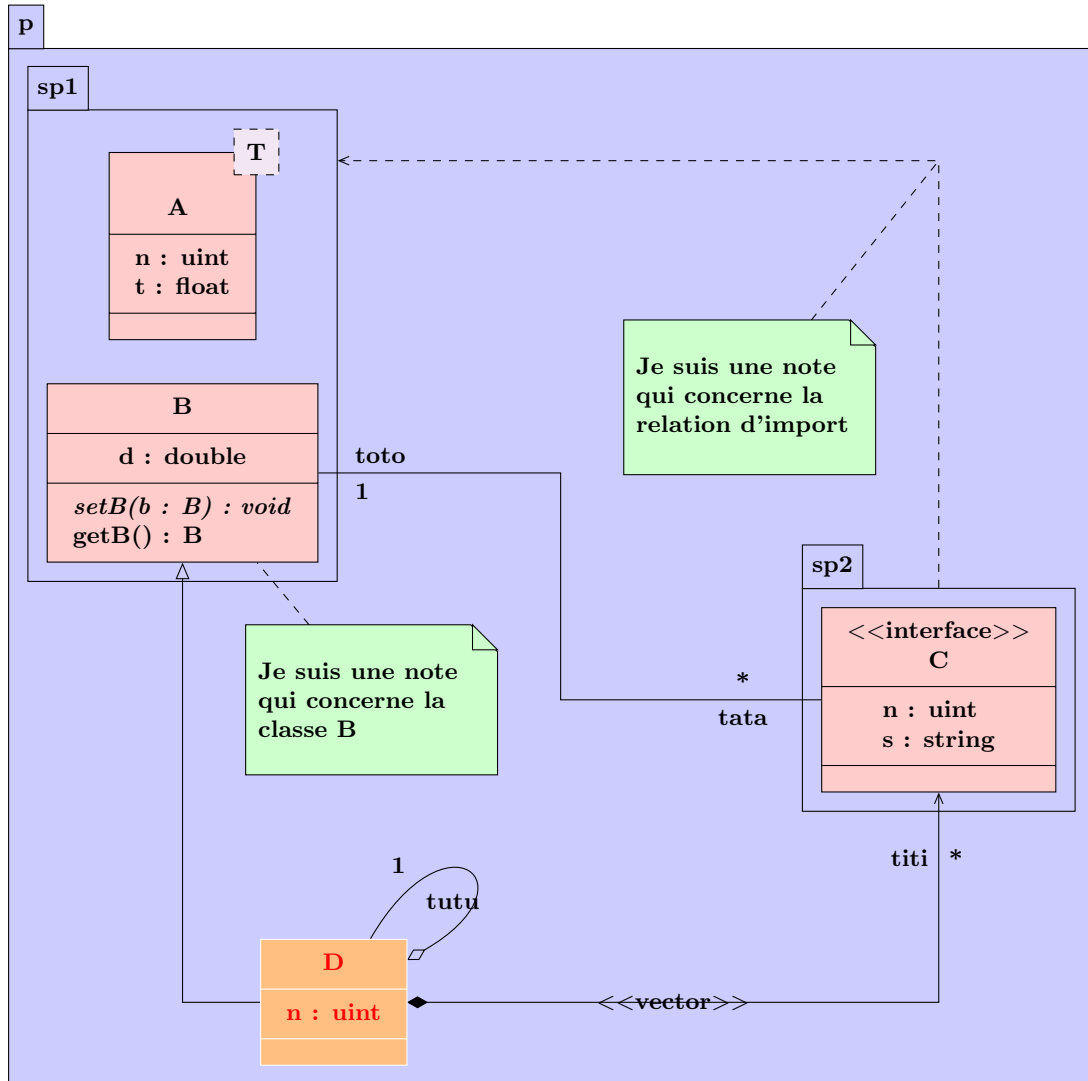 p
sp1
T
A
n : uint
t : float
Je suis une note
qui concerne la
relation d'import
B
d : double
setB(b : B) : void
getB() : B
toto
1
sp2
<<interface>>
C
n : uint
s : string
*
tata
Je suis une note
qui concerne la
classe B
titi
*
1
tutu
D
n : uint
<<vector>>